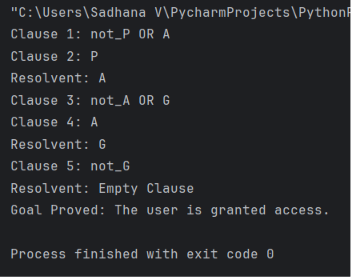 "C:\Users\Sadhana V\PycharmProjects\PythonP
Clause 1: not_P OR A
Clause 2: P
Resolvent: A
Clause 3: not_A OR G
Clause 4: A
Resolvent: G
Clause 5: not_G
Resolvent: Empty Clause
Goal Proved: The user is granted access.
Process finished with exit code 0